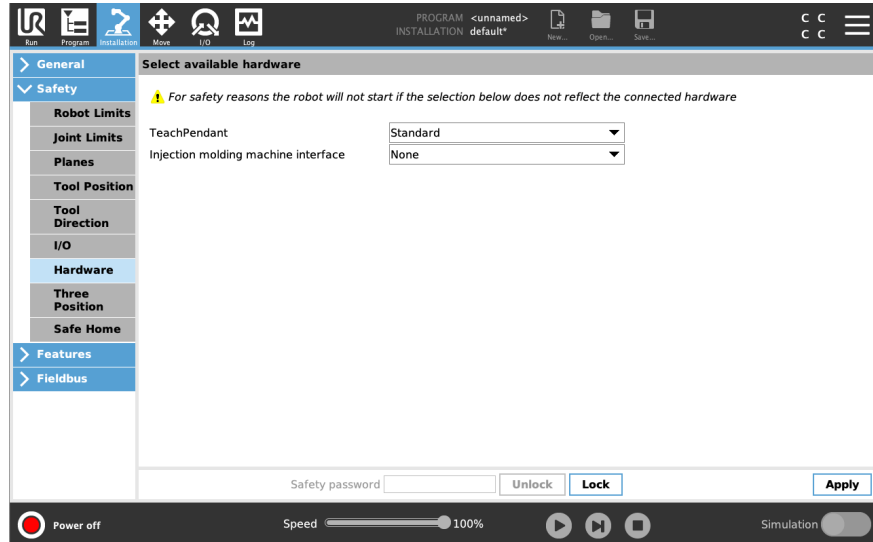 UR
PROGRAM <unnamed>
INSTALLATION default*
C C
C C
Run Program Installation Move I/O Log New... Open... Save...
General
Safety
Robot Limits
Joint Limits
Planes
Tool Position
Tool
Direction
I/O
Hardware
Three
Position
Safe Home
Features
Fieldbus
Select available hardware
For safety reasons the robot will not start if the selection below does not reflect the connected hardware
TeachPendant Standard
Injection molding machine interface None
Safety password Unlock Lock Apply
Power off Speed 100% Simulation